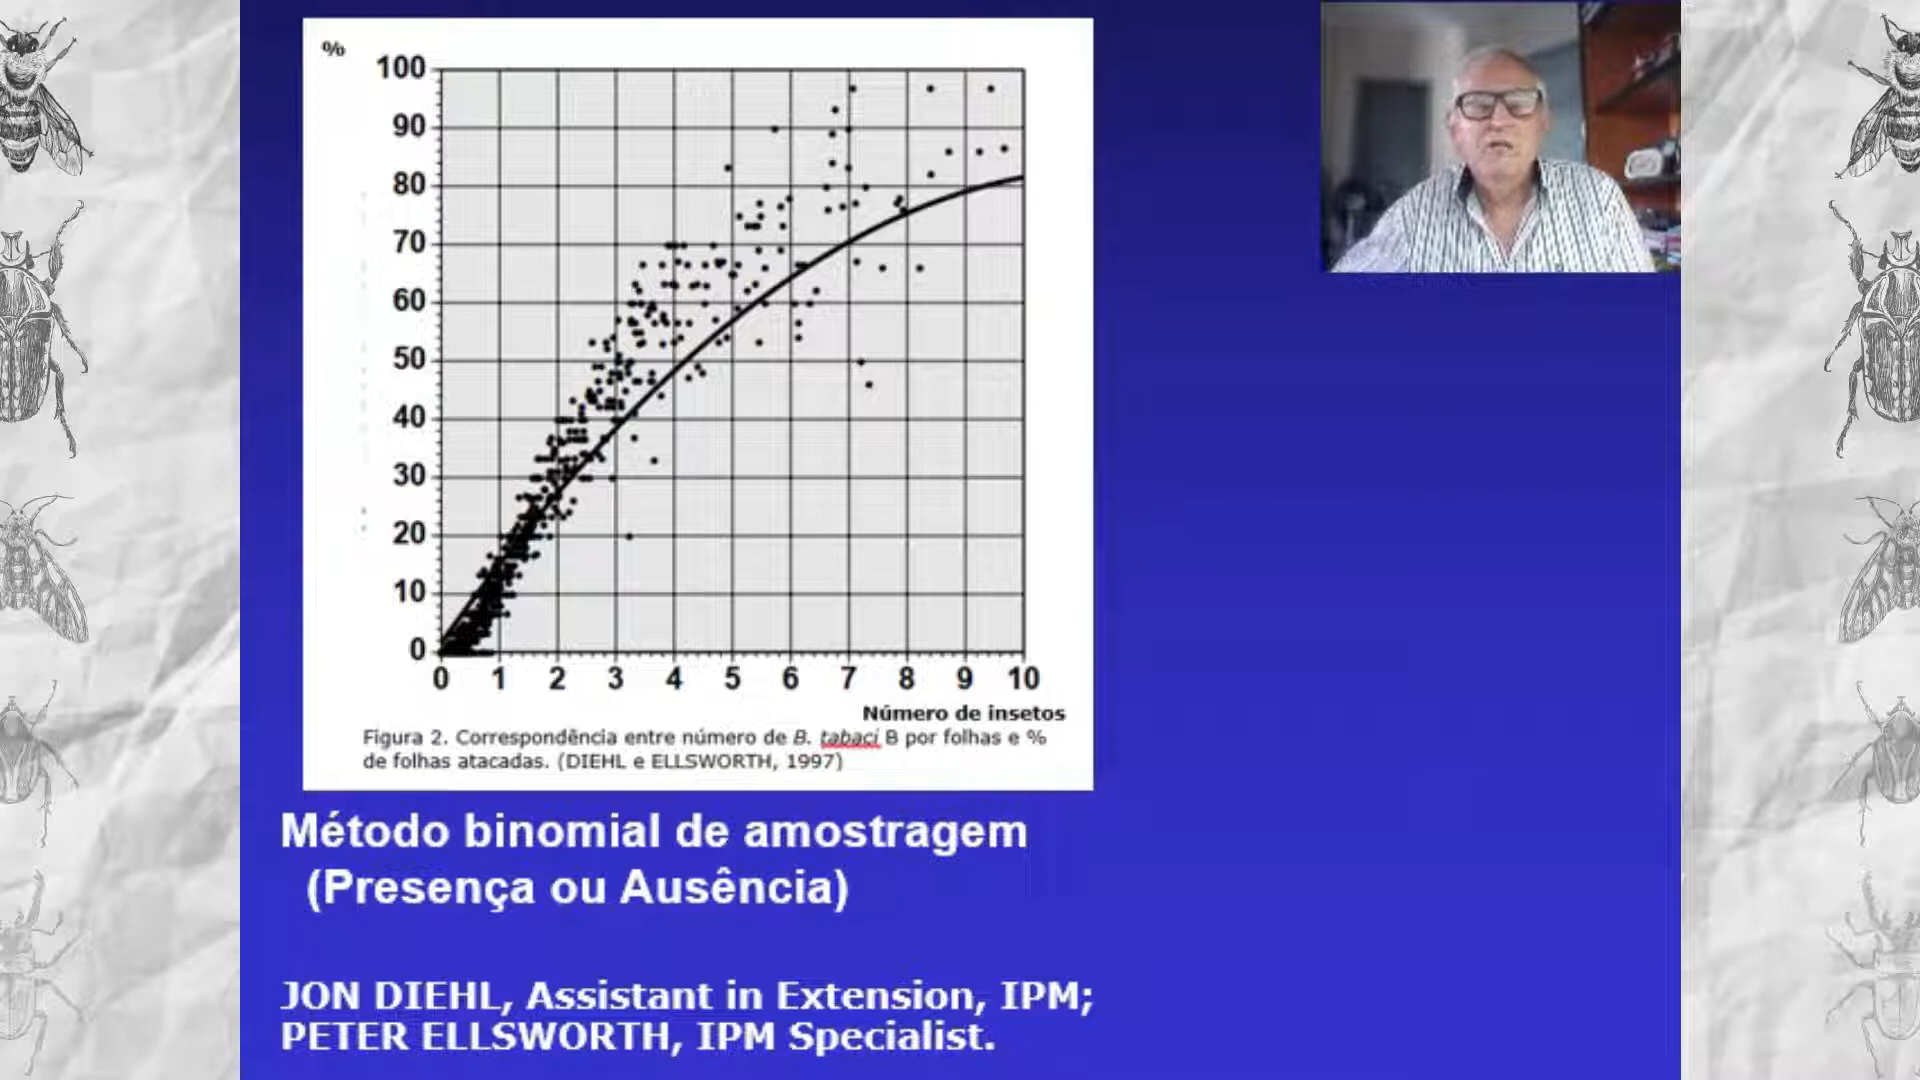 %
100
90
80
70
60
50
40
30
20
10
0
0 1 2 3 4 5 6 7 8 9 10
Número de insetos
Figura 2. Correspondência entre número de B. tabaci B por folhas e %
de folhas atacadas. (DIEHL e ELLSWORTH, 1997)
Método binomial de amostragem
(Presença ou Ausência)
JON DIEHL, Assistant in Extension, IPM;
PETER ELLSWORTH, IPM Specialist.